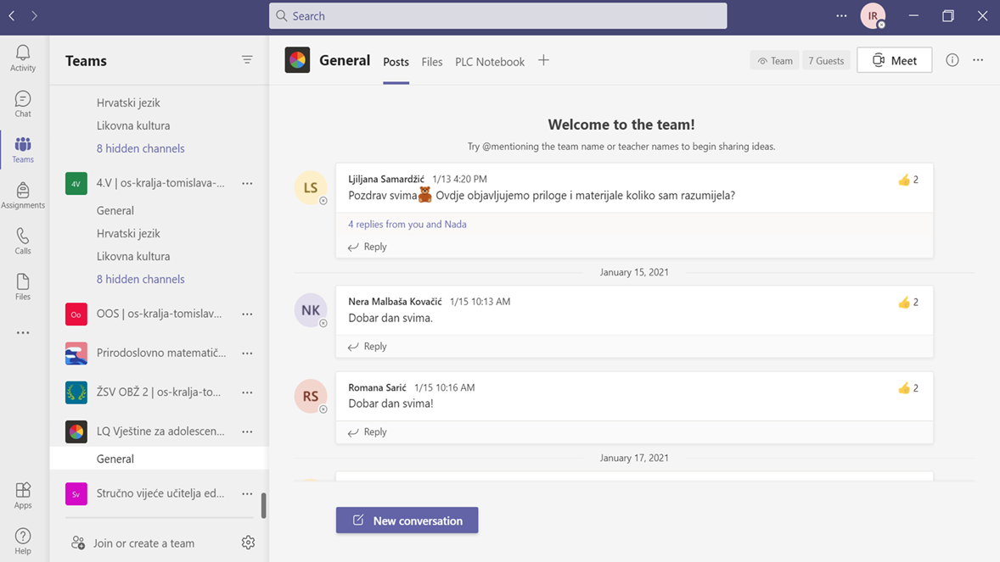 Search
IR
Activity
Chat
Teams
Assignments
Calls
Files
Apps
Help
Teams
Hrvatski jezik
Likovna kultura
8 hidden channels
4V
4.V | os-kralja-tomislava-...
General
Hrvatski jezik
Likovna kultura
8 hidden channels
Oo
OOS | os-kralja-tomislav...
Prirodoslovno matematič...
ŽSV OBŽ 2 | os-kralja-to...
LQ Vještine za adolescen...
General
Sv
Stručno vijeće učitelja ed...
Join or create a team
General
Posts
Files
PLC Notebook
Team
7 Guests
Meet
Welcome to the team!
Try @mentioning the team name or teacher names to begin sharing ideas.
LS
Ljiljana Samardžić 1/13 4:20 PM
2
Pozdrav svima🧸 Ovdje objavljujemo priloge i materijale koliko sam razumijela?
4 replies from you and Nada
Reply
January 15, 2021
NK
Nera Malbaša Kovačić 1/15 10:13 AM
2
Dobar dan svima.
Reply
RS
Romana Sarić 1/15 10:16 AM
2
Dobar dan svima!
Reply
January 17, 2021
New conversation